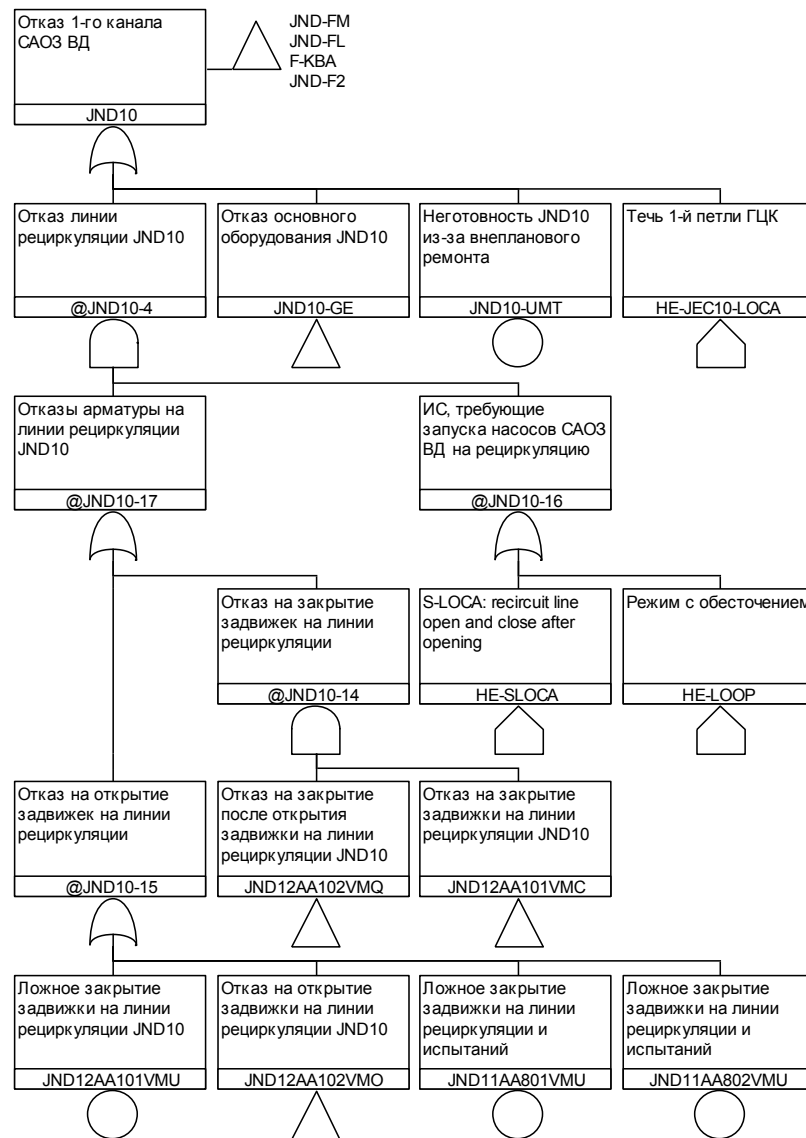 Отказ 1-го канала
САОЗ ВД
JND10
JND-FM
JND-FL
F-KBA
JND-F2
Отказ линии
рециркуляции JND10
@JND10-4
Отказ основного
оборудования JND10
JND10-GE
Неготовность JND10
из-за внепланового
ремонта
JND10-UMT
Течь 1-й петли ГЦК
HE-JEC10-LOCA
Отказы арматуры на
линии рециркуляции
JND10
@JND10-17
ИС, требующие
запуска насосов САОЗ
ВД на рециркуляцию
@JND10-16
Отказ на закрытие
задвижек на линии
рециркуляции
@JND10-14
S-LOCA: recircuit line
open and close after
opening
HE-SLOCA
Режим с обесточением
HE-LOOP
Отказ на открытие
задвижек на линии
рециркуляции
@JND10-15
Отказ на закрытие
после открытия
задвижки на линии
рециркуляции JND10
JND12AA102VMQ
Отказ на закрытие
задвижки на линии
рециркуляции JND10
JND12AA101VMC
Ложное закрытие
задвижки на линии
рециркуляции JND10
JND12AA101VMU
Отказ на открытие
задвижки на линии
рециркуляции JND10
JND12AA102VMO
Ложное закрытие
задвижки на линии
рециркуляции и
испытаний
JND11AA801VMU
Ложное закрытие
задвижки на линии
рециркуляции и
испытаний
JND11AA802VMU